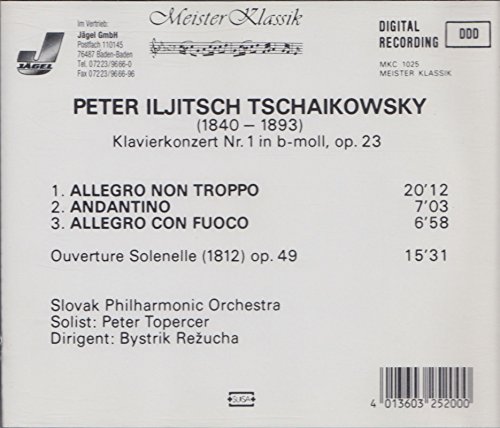 JÄGEL
Im Vertrieb:
Jägel GmbH
Postfach 110145
76487 Baden-Baden
Tel. 07223/9666-0
Fax 07223/9666-96
Meister Klassik
DIGITAL
RECORDING
DDD
MKC 1025
MEISTER KLASSIK
PETER ILJITSCH TSCHAIKOWSKY
(1840 – 1893)
Klavierkonzert Nr. 1 in b-moll, op. 23
1. ALLEGRO NON TROPPO 20'12
2. ANDANTINO 7'03
3. ALLEGRO CON FUOCO 6'58
Ouverture Solenelle (1812) op. 49 15'31
Slovak Philharmonic Orchestra
Solist: Peter Topercer
Dirigent: Bystrik Režucha
SUISA
4 013603 252000